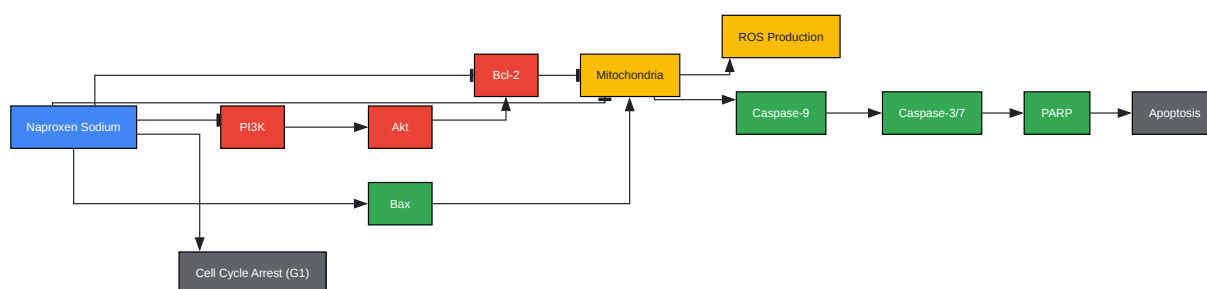 ROS Production
Bcl-2
Mitochondria
Naproxen Sodium
PI3K
Akt
Caspase-9
Caspase-3/7
PARP
Apoptosis
Bax
Cell Cycle Arrest (G1)